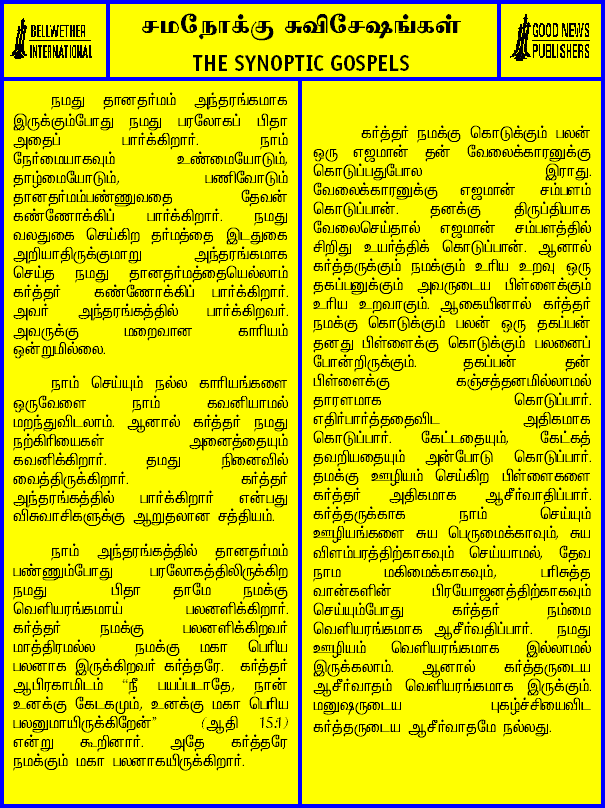 BELLWETHER
INTERNATIONAL
சமநோக்கு சுவிசேஷங்கள்
THE SYNOPTIC GOSPELS
GOOD NEWS
PUBLISHERS
நமது தானதர்மம் அந்தரங்கமாக
இருக்கும்போது நமது பரலோகப் பிதா
அதைப் பார்க்கிறார். நாம்
நேர்மையாகவும் உண்மையோடும்,
தாழ்மையோடும், பணிவோடும்
தானதர்மம்பண்ணுவதை தேவன்
கண்ணோக்கிப் பார்க்கிறார். நமது
வலதுகை செய்கிற தர்மத்தை இடதுகை
அறியாதிருக்குமாறு அந்தரங்கமாக
செய்த நமது தானதர்மத்தையெல்லாம்
கர்த்தர் கண்ணோக்கிப் பார்க்கிறார்.
அவர் அந்தரங்கத்தில் பார்க்கிறவர்.
அவருக்கு மறைவான காரியம்
ஒன்றுமில்லை.
நாம் செய்யும் நல்ல காரியங்களை
ஒருவேளை நாம் கவனியாமல்
மறந்துவிடலாம். ஆனால் கர்த்தர் நமது
நற்கிரியைகள் அனைத்தையும்
கவனிக்கிறார். தமது நினைவில்
வைத்திருக்கிறார். கர்த்தர்
அந்தரங்கத்தில் பார்க்கிறார் என்பது
விசுவாசிகளுக்கு ஆறுதலான சத்தியம்.
நாம் அந்தரங்கத்தில் தானதர்மம்
பண்ணும்போது பரலோகத்திலிருக்கிற
நமது பிதா தாமே நமக்கு
வெளியரங்கமாய் பலனளிக்கிறார்.
கர்த்தர் நமக்கு பலனளிக்கிறவர்
மாத்திரமல்ல நமக்கு மகா பெரிய
பலனாக இருக்கிறவர் கர்த்தரே. கர்த்தர்
ஆபிரகாமிடம் “நீ பயப்படாதே, நான்
உனக்கு கேடகமும், உனக்கு மகா பெரிய
பலனுமாயிருக்கிறேன்” (ஆதி 15:1)
என்று கூறினார். அதே கர்த்தரே
நமக்கும் மகா பலனாகயிருக்கிறார்.
கர்த்தர் நமக்கு கொடுக்கும் பலன்
ஒரு எஜமான் தன் வேலைக்காரனுக்கு
கொடுப்பதுபோல இராது.
வேலைக்காரனுக்கு எஜமான் சம்பளம்
கொடுப்பான். தனக்கு திருப்தியாக
வேலைசெய்தால் எஜமான் சம்பளத்தில்
சிறிது உயர்த்திக் கொடுப்பான். ஆனால்
கர்த்தருக்கும் நமக்கும் உரிய உறவு ஒரு
தகப்பனுக்கும் அவருடைய பிள்ளைக்கும்
உரிய உறவாகும். ஆகையினால் கர்த்தர்
நமக்கு கொடுக்கும் பலன் ஒரு தகப்பன்
தனது பிள்ளைக்கு கொடுக்கும் பலனைப்
போன்றிருக்கும். தகப்பன் தன்
பிள்ளைக்கு கஞ்சத்தனமில்லாமல்
தாரளமாக கொடுப்பார்.
எதிர்பார்த்ததைவிட அதிகமாக
கொடுப்பார். கேட்டதையும், கேட்கத்
தவறியதையும் அன்போடு கொடுப்பார்.
தமக்கு ஊழியம் செய்கிற பிள்ளைகளை
கர்த்தர் அதிகமாக ஆசீர்வாதிப்பார்.
கர்த்தருக்காக நாம் செய்யும்
ஊழியங்களை சுய பெருமைக்காவும், சுய
விளம்பரத்திற்காகவும் செய்யாமல், தேவ
நாம மகிமைக்காகவும், பரிசுத்த
வான்களின் பிரயோஜனத்திற்காகவும்
செய்யும்போது கர்த்தர் நம்மை
வெளியரங்கமாக ஆசீர்வதிப்பார். நமது
ஊழியம் வெளியரங்கமாக இல்லாமல்
இருக்கலாம். ஆனால் கர்த்தருடைய
ஆசீர்வாதம் வெளியரங்கமாக இருக்கும்.
மனுஷருடைய புகழ்ச்சியைவிட
கர்த்தருடைய ஆசீர்வாதமே நல்லது.